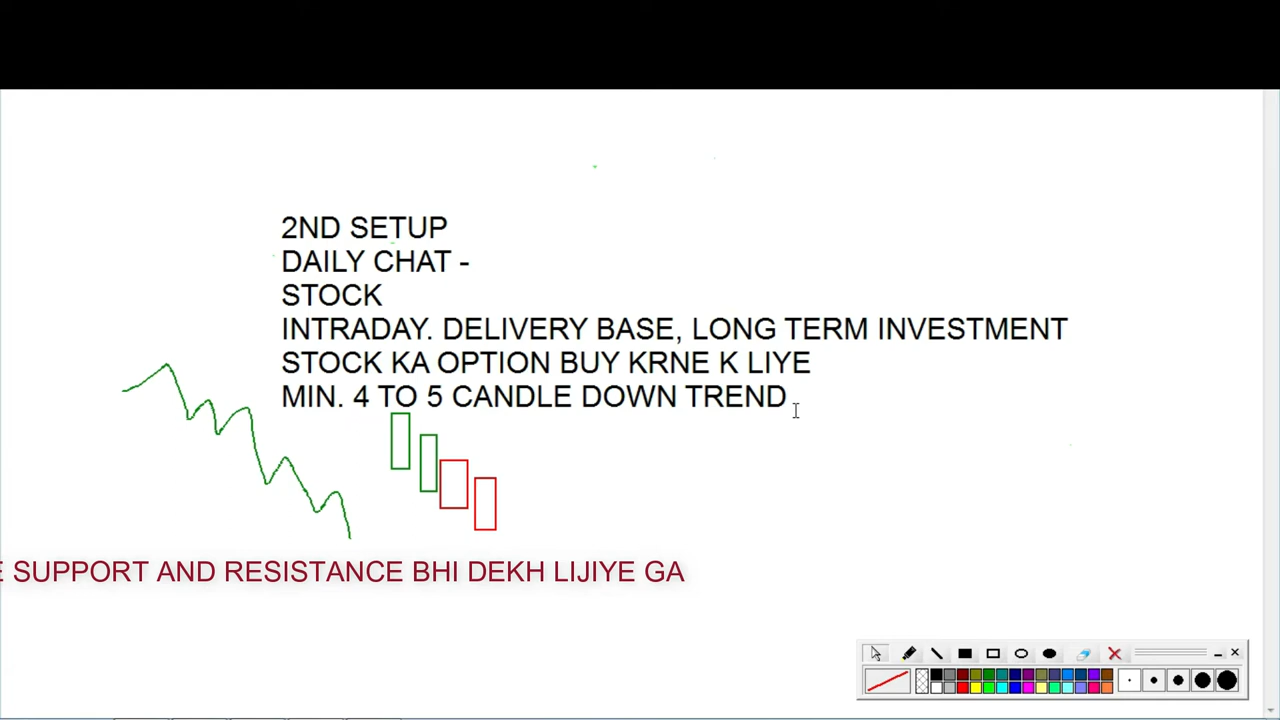 2ND SETUP
DAILY CHAT -
STOCK
INTRADAY. DELIVERY BASE, LONG TERM INVESTMENT
STOCK KA OPTION BUY KRNE K LIYE
MIN. 4 TO 5 CANDLE DOWN TREND
SUPPORT AND RESISTANCE BHI DEKH LIJIYE GA